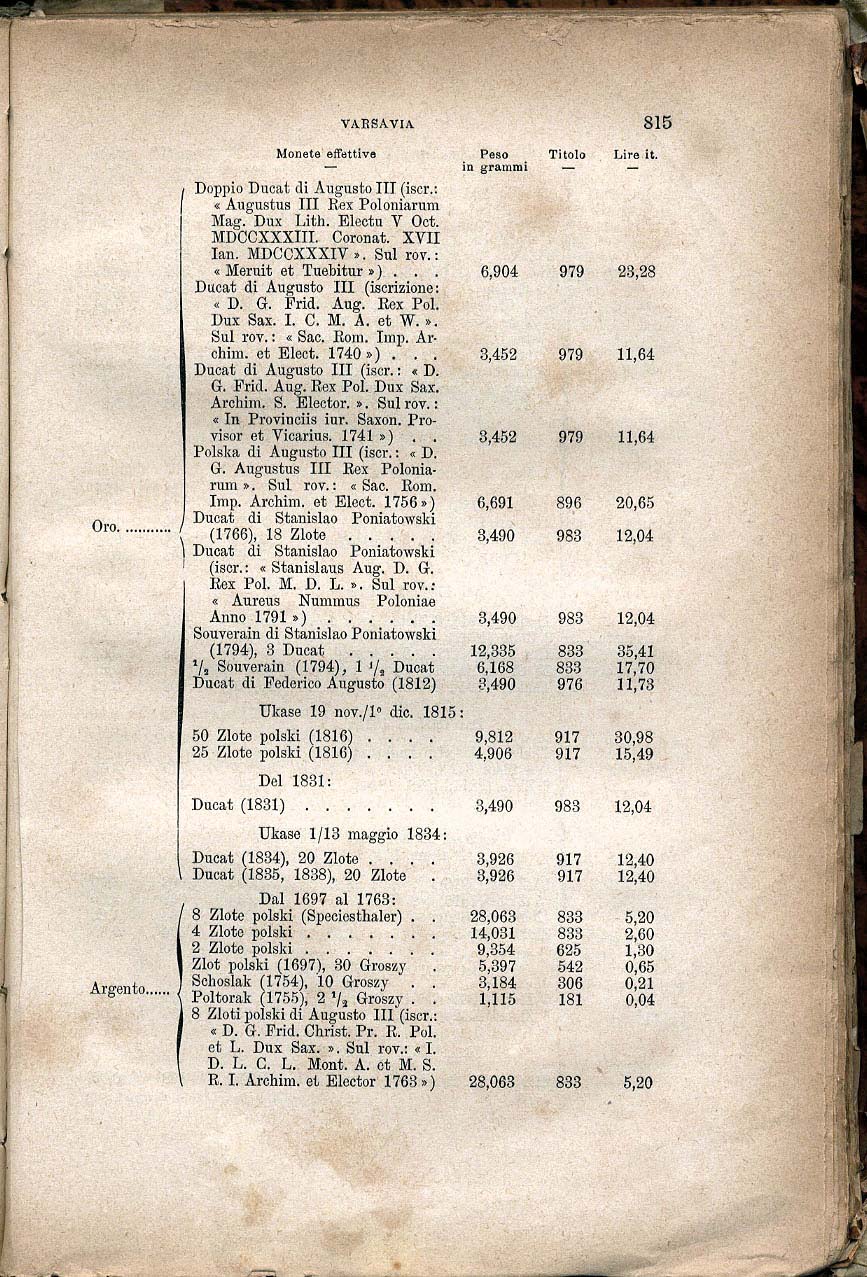 VARSAVIA 815
Monete effettive Peso in grammi Titolo Lire it.
Doppio Ducat di Augusto III (iscr.:
« Augustus III Rex Poloniarum
Mag. Dux Lith. Electu V Oct.
MDCCXXXIII. Coronat. XVII
Ian. MDCCXXXIV ». Sul rov.:
« Meruit et Tuebitur ») . . . 6,904 979 23,28
Ducat di Augusto III (iscrizione:
« D. G. Frid. Aug. Rex Pol.
Dux Sax. I. C. M. A. et W. ».
Sul rov.: « Sac. Rom. Imp. Ar-
chim. et Elect. 1740 ») . . . 3,452 979 11,64
Ducat di Augusto III (iscr.: « D.
G. Frid. Aug. Rex Pol. Dux Sax.
Archim. S. Elector. ». Sul rov.:
« In Provinciis iur. Saxon. Pro-
visor et Vicarius. 1741 ») . . 3,452 979 11,64
Polska di Augusto III (iscr.: « D.
G. Augustus III Rex Polonia-
rum ». Sul rov.: « Sac. Rom.
Imp. Archim. et Elect. 1756 ») 6,691 896 20,65
Ducat di Stanislao Poniatowski
Oro. ........... (1766), 18 Zlote . . . . . 3,490 983 12,04
Ducat di Stanislao Poniatowski
(iscr.: « Stanislaus Aug. D. G.
Rex Pol. M. D. L. ». Sul rov.:
« Aureus Nummus Poloniae
Anno 1791 ») . . . . . . 3,490 983 12,04
Souverain di Stanislao Poniatowski
(1794), 3 Ducat . . . . . 12,335 833 35,41
1/2 Souverain (1794), 1 1/2 Ducat 6,168 833 17,70
Ducat di Federico Augusto (1812) 3,490 976 11,73
Ukase 19 nov./1º dic. 1815:
50 Zlote polski (1816) . . . . 9,812 917 30,98
25 Zlote polski (1816) . . . . 4,906 917 15,49
Del 1831:
Ducat (1831) . . . . . . . 3,490 983 12,04
Ukase 1/13 maggio 1834:
Ducat (1834), 20 Zlote . . . . 3,926 917 12,40
Ducat (1835, 1838), 20 Zlote . 3,926 917 12,40
Dal 1697 al 1763:
8 Zlote polski (Speciesthaler) . . 28,063 833 5,20
4 Zlote polski . . . . . . . 14,031 833 2,60
2 Zlote polski . . . . . . . 9,354 625 1,30
Zlot polski (1697), 30 Groszy . 5,397 542 0,65
Schoslak (1754), 10 Groszy . . 3,184 306 0,21
Argento...... Poltorak (1755), 2 1/2 Groszy . . 1,115 181 0,04
8 Zloti polski di Augusto III (iscr.:
« D. G. Frid. Christ. Pr. R. Pol.
et L. Dux Sax. ». Sul rov.: « I.
D. L. C. L. Mont. A. et M. S.
R. I. Archim. et Elector 1763 ») 28,063 833 5,20